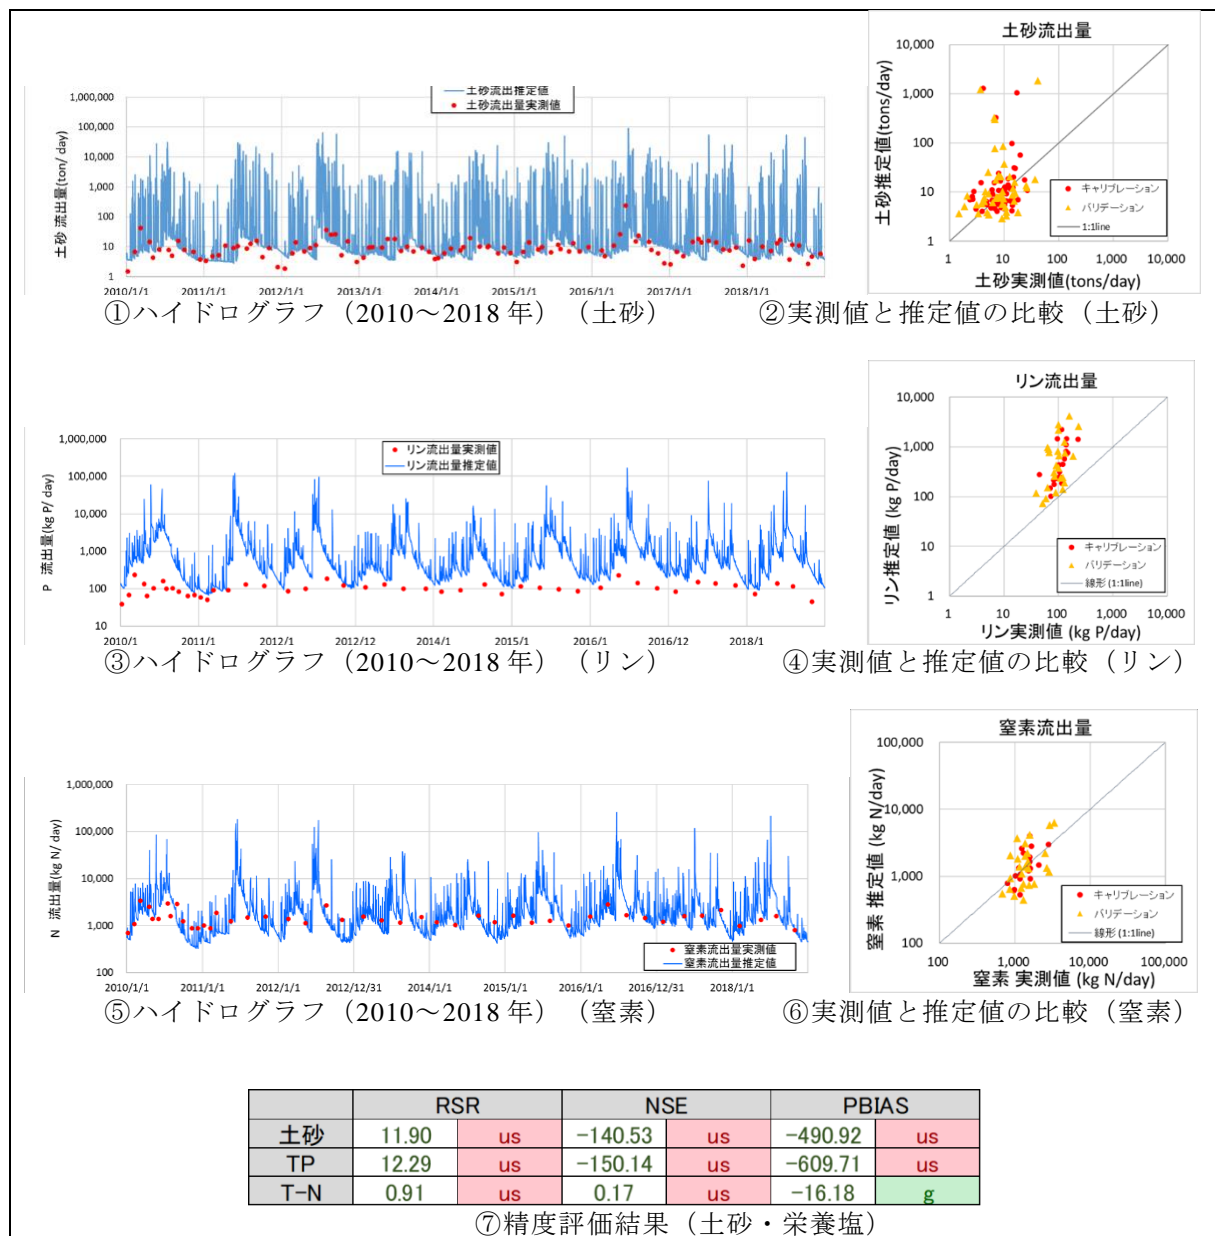 土砂流出推定値
土砂流出量実測値
土砂 流出量(ton/ day)
1,000,000
100,000
10,000
1,000
100
10
1
2010/1/1 2011/1/1 2012/1/1 2013/1/1 2014/1/1 2015/1/1 2016/1/1 2017/1/1 2018/1/1
①ハイドログラフ（2010～2018 年）（土砂）
土砂流出量
土砂推定値(tons/day)
10,000
1,000
100
10
1
キャリブレーション
バリデーション
1:1line
1 10 100 1,000 10,000
土砂実測値(tons/day)
②実測値と推定値の比較（土砂）
リン流出量実測値
リン流出量推定値
P 流出量(kg P/ day)
1,000,000
100,000
10,000
1,000
100
10
2010/1 2011/1 2012/1 2012/12 2014/1 2015/1 2016/1 2016/12 2018/1
③ハイドログラフ（2010～2018 年）（リン）
リン流出量
リン推定値 (kg P/day)
10,000
1,000
100
10
1
キャリブレーション
バリデーション
線形 (1:1line)
1 10 100 1,000 10,000
リン実測値 (kg P/day)
④実測値と推定値の比較（リン）
N 流出量(kg N/ day)
1,000,000
100,000
10,000
1,000
100
窒素流出量実測値
窒素流出量推定値
2010/1/1 2011/1/1 2012/1/1 2012/12/31 2014/1/1 2015/1/1 2016/1/1 2016/12/31 2018/1/1
⑤ハイドログラフ（2010～2018 年）（窒素）
窒素流出量
窒素 推定値 (kg N/day)
100,000
10,000
1,000
100
キャリブレーション
バリデーション
線形 (1:1line)
100 1,000 10,000 100,000
窒素 実測値 (kg N/day)
⑥実測値と推定値の比較（窒素）
RSR NSE PBIAS
土砂 11.90 us -140.53 us -490.92 us
TP 12.29 us -150.14 us -609.71 us
T-N 0.91 us 0.17 us -16.18 g
⑦精度評価結果（土砂・栄養塩）